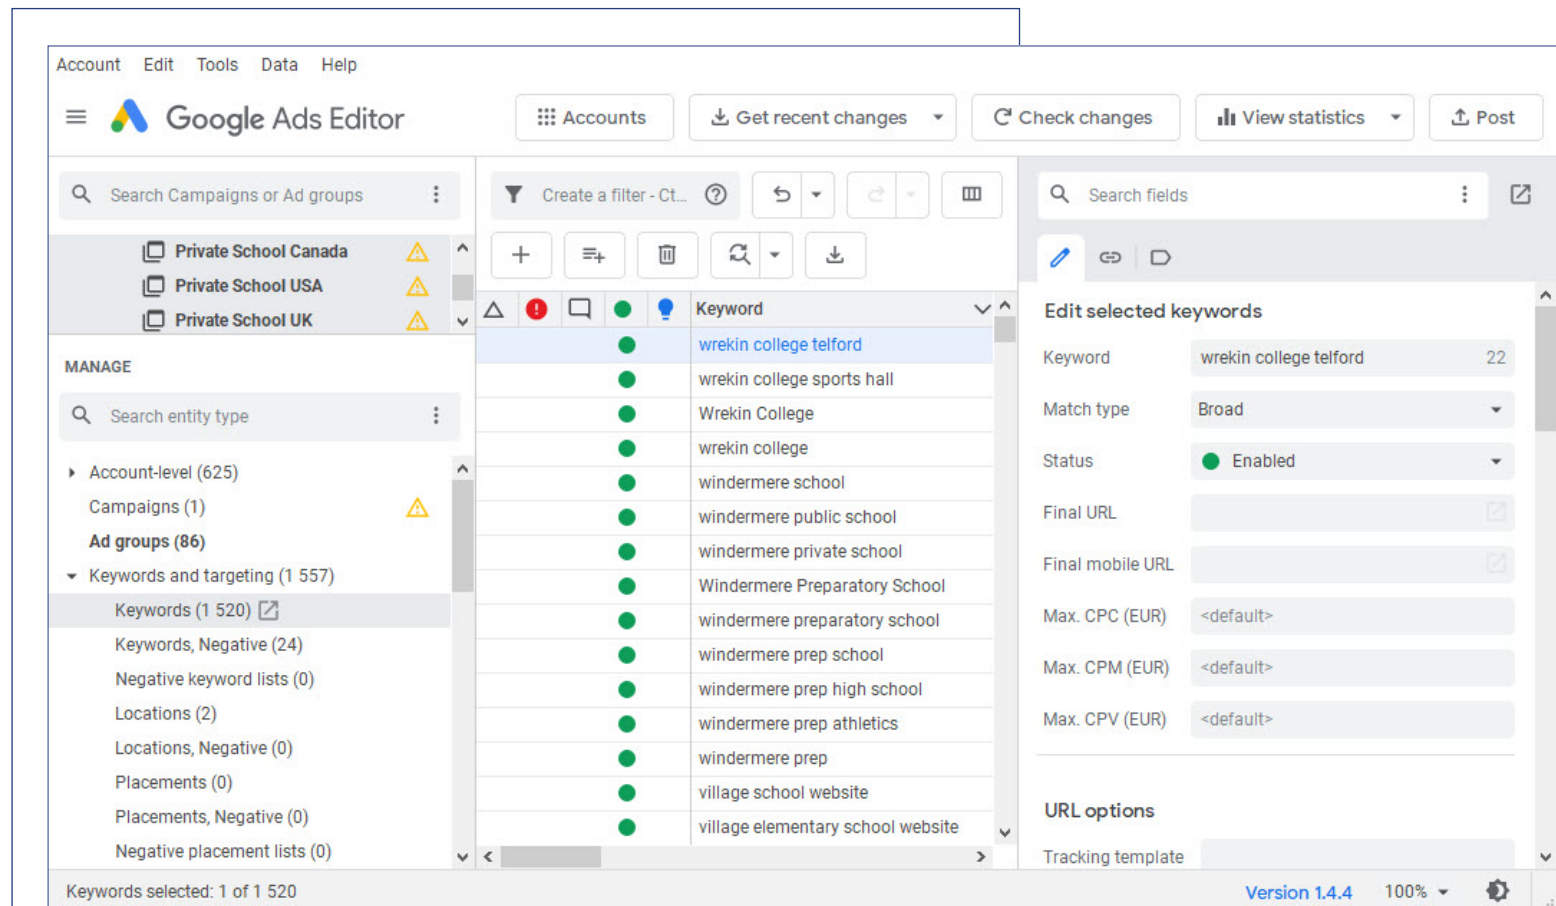 Account Edit Tools Data Help
Google Ads Editor
Accounts
Get recent changes
Check changes
View statistics
Post
Search Campaigns or Ad groups
Private School Canada
Private School USA
Private School UK
MANAGE
Search entity type
Account-level (625)
Campaigns (1)
Ad groups (86)
Keywords and targeting (1 557)
Keywords (1 520)
Keywords, Negative (24)
Negative keyword lists (0)
Locations (2)
Locations, Negative (0)
Placements (0)
Placements, Negative (0)
Negative placement lists (0)
Create a filter - Ct...
Keyword
wrekin college telford
wrekin college sports hall
Wrekin College
wrekin college
windermere school
windermere public school
windermere private school
Windermere Preparatory School
windermere preparatory school
windermere prep school
windermere prep high school
windermere prep athletics
windermere prep
village school website
village elementary school website
Search fields
Edit selected keywords
Keyword wrekin college telford 22
Match type Broad
Status Enabled
Final URL
Final mobile URL
Max. CPC (EUR) <default>
Max. CPM (EUR) <default>
Max. CPV (EUR) <default>
URL options
Tracking template
Keywords selected: 1 of 1 520
Version 1.4.4 100%